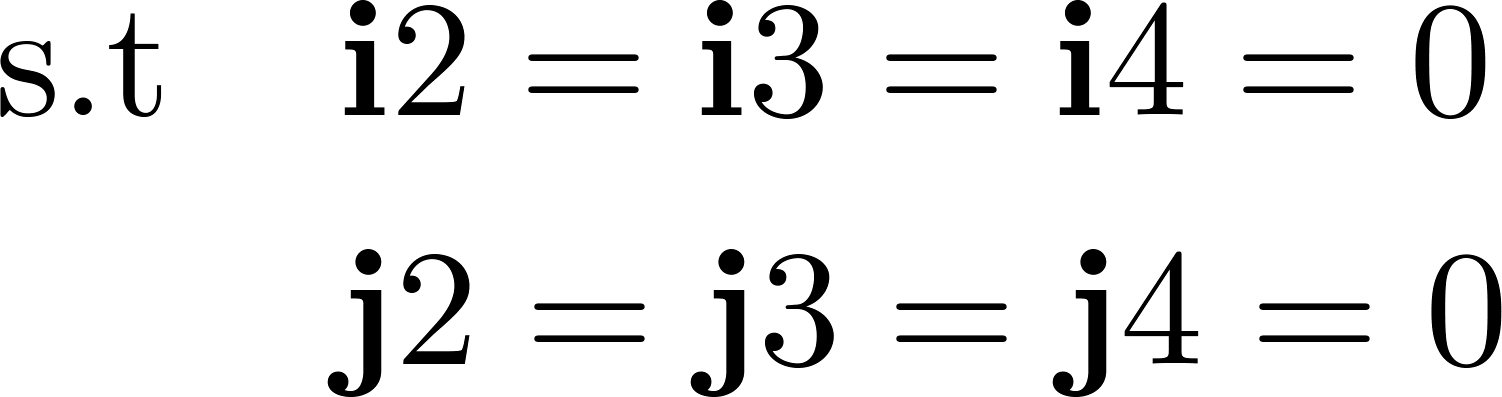 s.t i2 = i3 = i4 = 0
j2 = j3 = j4 = 0